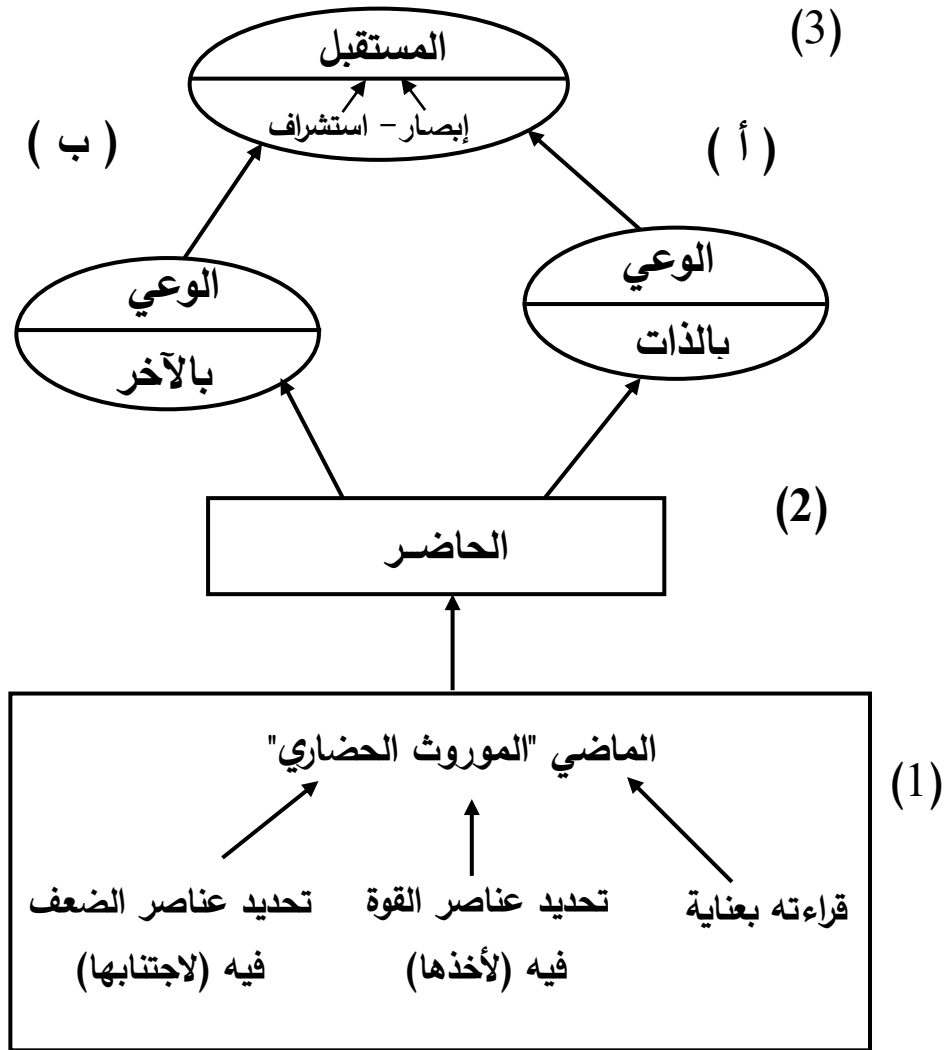 (3)
المستقبل
إبصار – استشراف
( أ )
( ب )
الوعي
بالذات
الوعي
بالآخر
(2)
الحاضــر
(1)
الماضي "الموروث الحضاري"
قراءته بعناية
تحديد عناصر القوة
فيه (لأخذها)
تحديد عناصر الضعف
فيه (لاجتنابها)